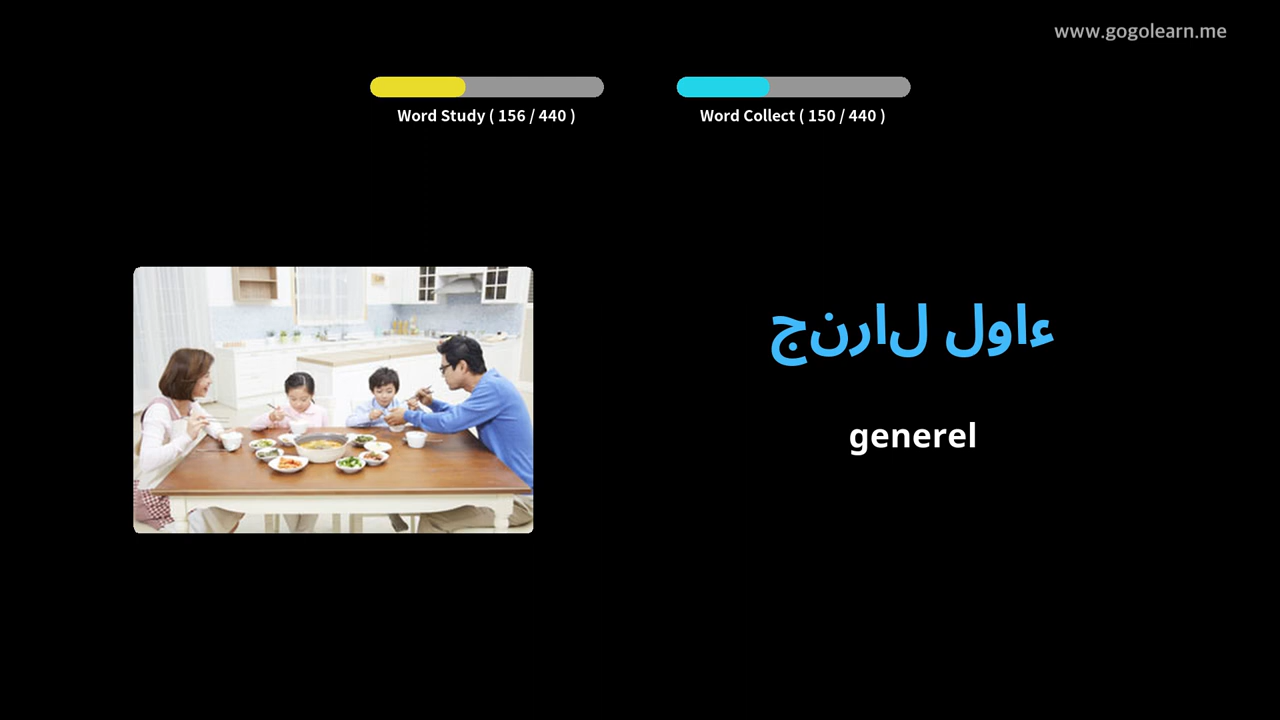 www.gogolearn.me
Word Study ( 156 / 440 )
Word Collect ( 150 / 440 )
ءاول لارنج
generel